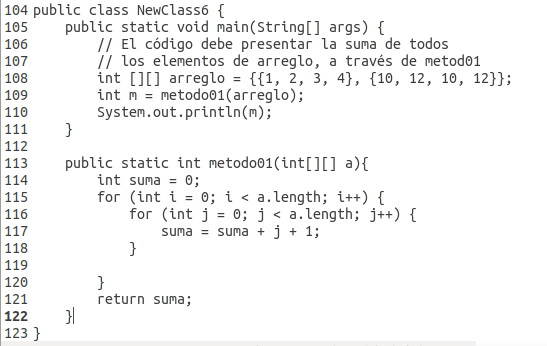 104 public class NewClass6 {
105     public static void main(String[] args) {
106         // El código debe presentar la suma de todos
107         // los elementos de arreglo, a través de metod01
108         int [][] arreglo = {{1, 2, 3, 4}, {10, 12, 10, 12}};
109         int m = metodo01(arreglo);
110         System.out.println(m);
111     }
112
113     public static int metodo01(int[][] a){
114         int suma = 0;
115         for (int i = 0; i < a.length; i++) {
116             for (int j = 0; j < a.length; j++) {
117                 suma = suma + j + 1;
118             }
119
120         }
121         return suma;
122     }
123 }